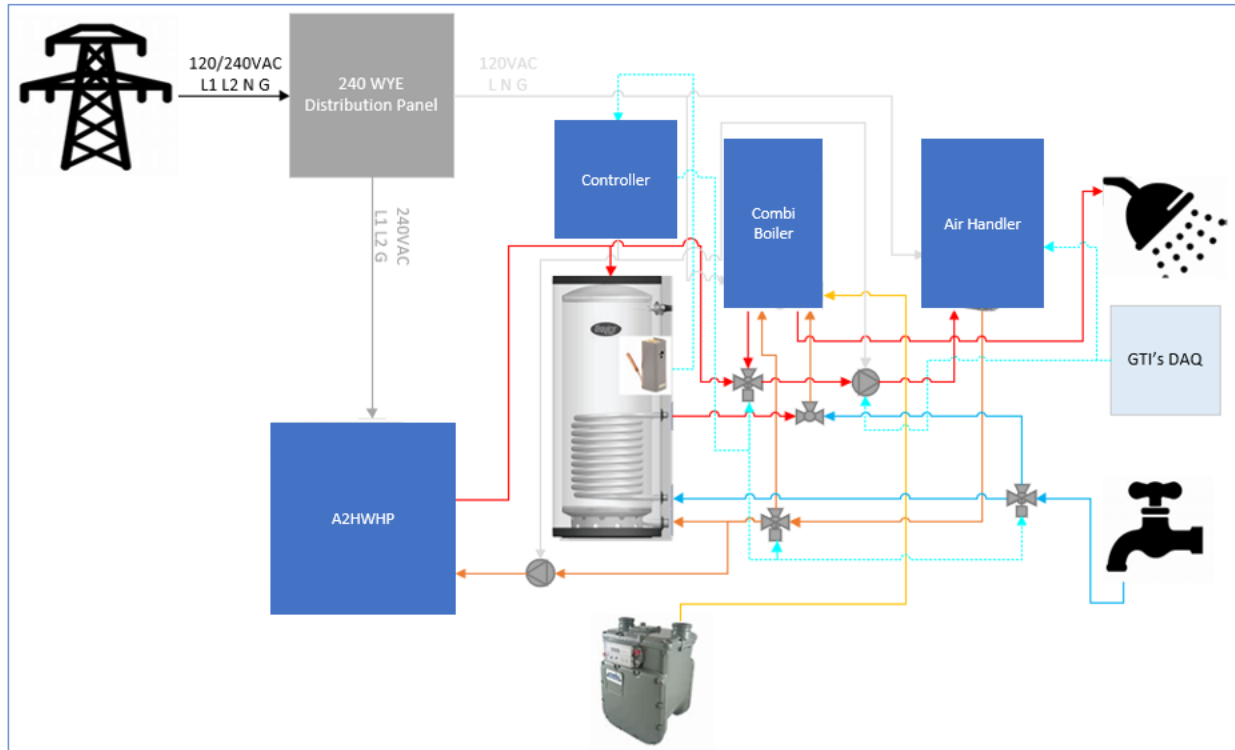 120/240VAC
L1 L2 N G
240 WYE
Distribution Panel
120VAC
L N G
Controller
Combi
Boiler
Air Handler
240VAC
L1 L2 G
GTI's DAQ
A2HWHP